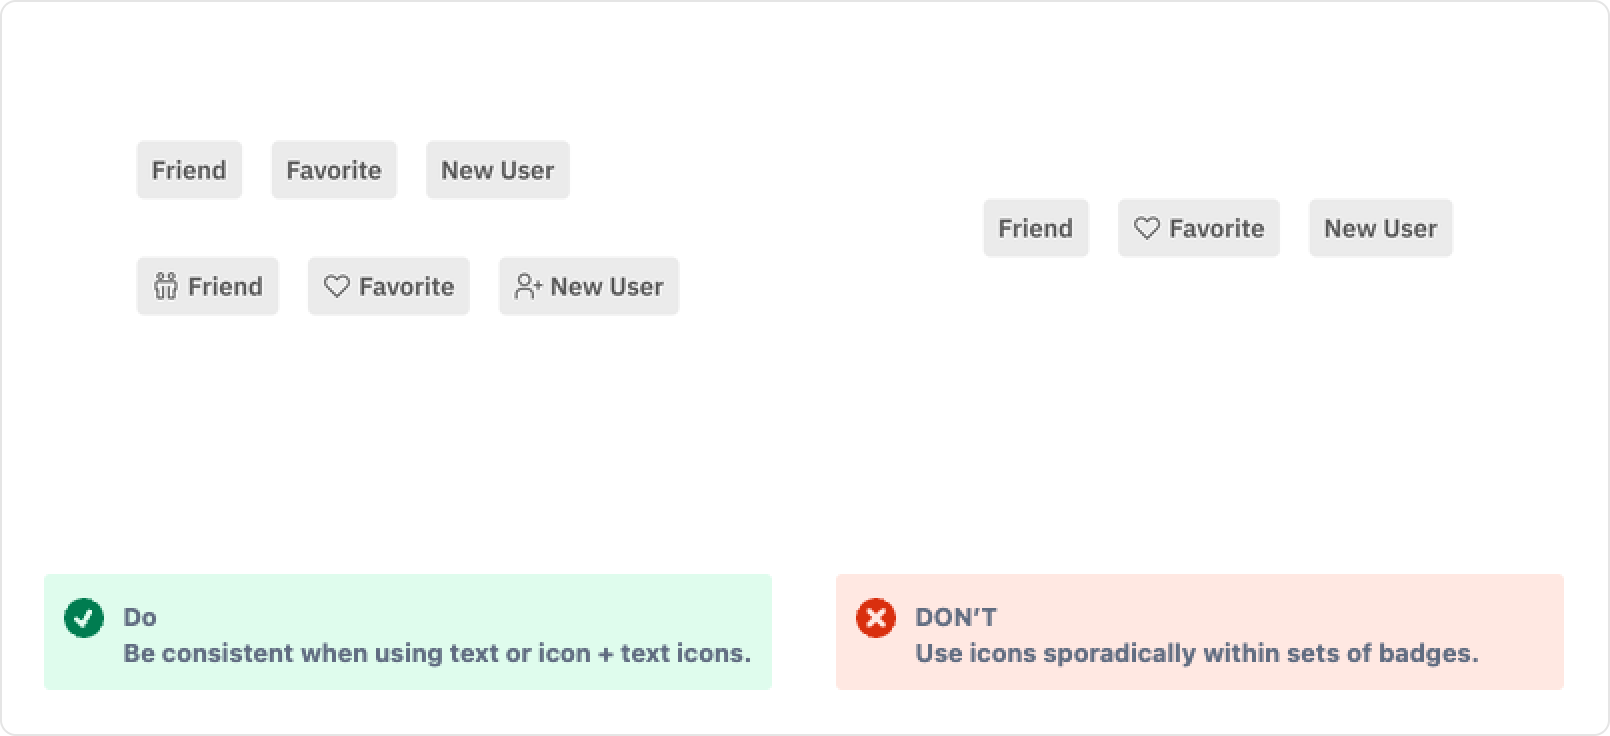 Friend
Favorite
New User
Friend
Favorite
New User
Friend
Favorite
New User
Do
Be consistent when using text or icon + text icons.
DON’T
Use icons sporadically within sets of badges.